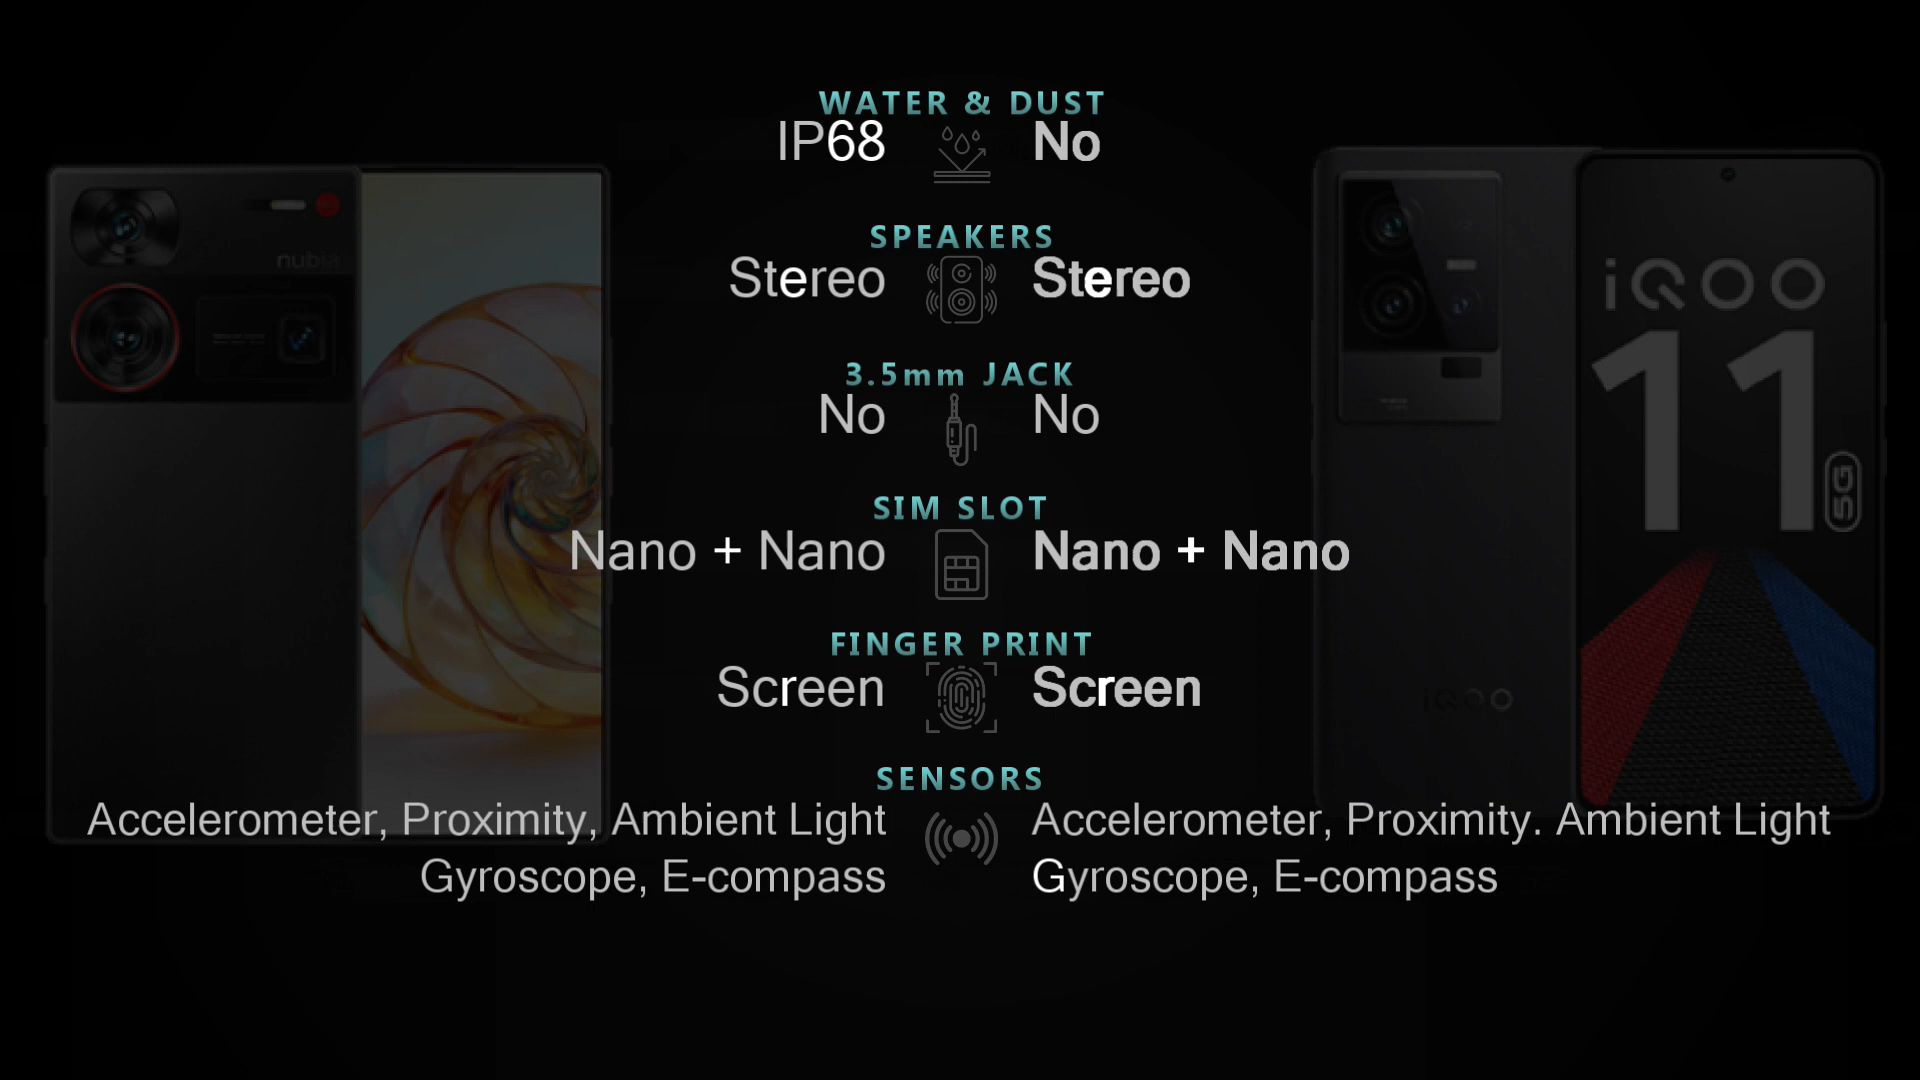 WATER & DUST
IP68 No
nubia
SPEAKERS
Stereo Stereo
iQOO
11
5G
3.5mm JACK
No No
SIM SLOT
Nano + Nano Nano + Nano
FINGER PRINT
Screen Screen
iQOO
SENSORS
Accelerometer, Proximity, Ambient Light Accelerometer, Proximity. Ambient Light
Gyroscope, E-compass Gyroscope, E-compass